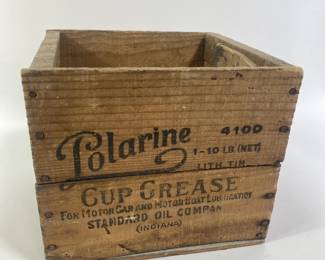 Polarine 410D
1-10 LB (NET)
LITH. TIN.
CUP GREASE
FOR MOTOR CAR AND MOTOR BOAT LUBRICATION
STANDARD OIL COMPAN
(INDIANA)